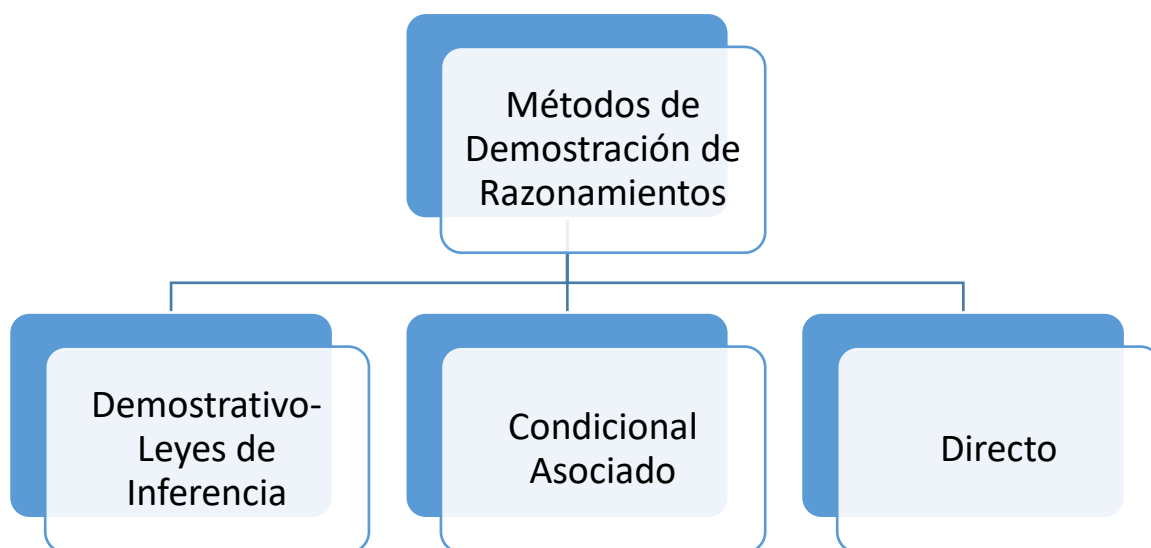 Métodos de
Demostración de
Razonamientos
Demostrativo-
Leyes de
Inferencia
Condicional
Asociado
Directo